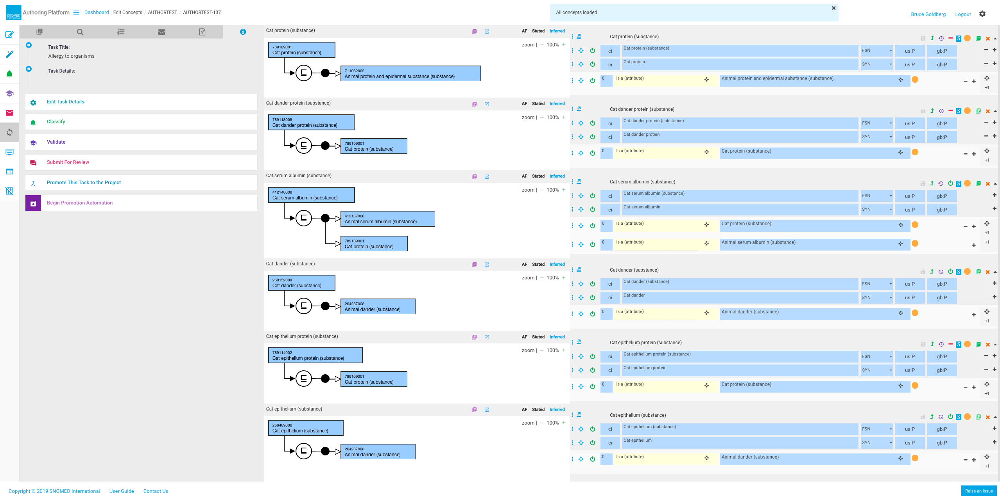 SNOMED International Authoring Platform Dashboard Edit Concepts / AUTHORTEST / AUTHORTEST-137
All concepts loaded
Bruce Goldberg Logout
Task Title:
Allergy to organisms
Task Details:
Edit Task Details
Classify
Validate
Submit For Review
Promote This Task to the Project
Begin Promotion Automation
Cat protein (substance) AF Stated Inferred
zoom | − 100% +
789109001
Cat protein (substance)
711062002
Animal protein and epidermal substance (substance)
Cat dander protein (substance) AF Stated Inferred
zoom | − 100% +
789113008
Cat dander protein (substance)
789109001
Cat protein (substance)
Cat serum albumin (substance) AF Stated Inferred
zoom | − 100% +
412140006
Cat serum albumin (substance)
412137006
Animal serum albumin (substance)
789109001
Cat protein (substance)
Cat dander (substance) AF Stated Inferred
zoom | − 100% +
260152009
Cat dander (substance)
264287008
Animal dander (substance)
Cat epithelium protein (substance) AF Stated Inferred
zoom | − 100% +
789114002
Cat epithelium protein (substance)
789109001
Cat protein (substance)
Cat epithelium (substance) AF Stated Inferred
zoom | − 100% +
256409006
Cat epithelium (substance)
264287008
Animal dander (substance)
Cat protein (substance) S
ci Cat protein (substance) FSN us:P gb:P
ci Cat protein SYN us:P gb:P
0 Is a (attribute) Animal protein and epidermal substance (substance)
+1
Cat dander protein (substance) S
ci Cat dander protein (substance) FSN us:P gb:P
ci Cat dander protein SYN us:P gb:P
0 Is a (attribute) Cat protein (substance)
+1
Cat serum albumin (substance) S
ci Cat serum albumin (substance) FSN us:P gb:P
ci Cat serum albumin SYN us:P gb:P
0 Is a (attribute) Cat protein (substance)
+1
0 Is a (attribute) Animal serum albumin (substance) +1
Cat dander (substance) S
ci Cat dander (substance) FSN us:P gb:P
ci Cat dander SYN us:P gb:P
0 Is a (attribute) Animal dander (substance)
+1
Cat epithelium protein (substance) S
ci Cat epithelium protein (substance) FSN us:P gb:P
ci Cat epithelium protein SYN us:P gb:P
0 Is a (attribute) Cat protein (substance)
+1
Cat epithelium (substance) S
ci Cat epithelium (substance) FSN us:P gb:P
ci Cat epithelium SYN us:P gb:P
0 Is a (attribute) Animal dander (substance)
+1
Copyright © 2019 SNOMED International User Guide Contact Us
Raise an Issue